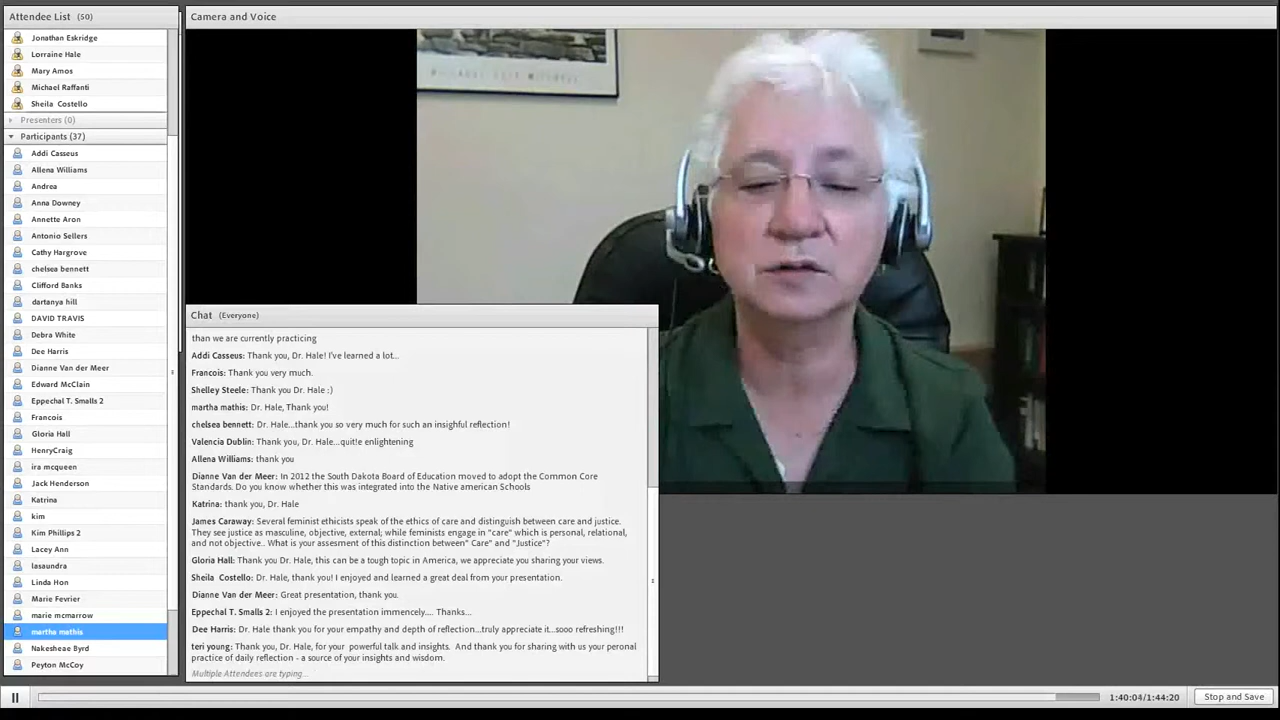 Attendee List (50)
Jonathan Eskridge
Lorraine Hale
Mary Amos
Michael Raffanti
Sheila Costello
Presenters (0)
Participants (37)
Addi Casseus
Allena Williams
Andrea
Anna Downey
Annette Aron
Antonio Sellers
Cathy Hargrove
chelsea bennett
Clifford Banks
dartanya hill
DAVID TRAVIS
Debra White
Dee Harris
Dianne Van der Meer
Edward McClain
Eppechal T. Smalls 2
Francois
Gloria Hall
HenryCraig
ira mcqueen
Jack Henderson
Katrina
kim
Kim Phillips 2
Lacey Ann
lasaundra
Linda Hon
Marie Fevrier
marie mcmarrow
martha mathis
Nakesheae Byrd
Peyton McCoy
Camera and Voice
Chat (Everyone)
than we are currently practicing
Addi Casseus: Thank you, Dr. Hale! I've learned a lot...
Francois: Thank you very much.
Shelley Steele: Thank you Dr. Hale :)
martha mathis: Dr. Hale, Thank you!
chelsea bennett: Dr. Hale...thank you so very much for such an insighful reflection!
Valencia Dublin: Thank you, Dr. Hale...quit!e enlightening
Allena Williams: thank you
Dianne Van der Meer: In 2012 the South Dakota Board of Education moved to adopt the Common Core
Standards. Do you know whether this was integrated into the Native american Schools
Katrina: thank you, Dr. Hale
James Caraway: Several feminist ethicists speak of the ethics of care and distinguish between care and justice.
They see justice as masculine, objective, external; while feminists engage in "care" which is personal, relational,
and not objective.. What is your assesment of this distinction between" Care" and "Justice"?
Gloria Hall: Thank you Dr. Hale, this can be a tough topic in America, we appreciate you sharing your views.
Sheila Costello: Dr. Hale, thank you! I enjoyed and learned a great deal from your presentation.
Dianne Van der Meer: Great presentation, thank you.
Eppechal T. Smalls 2: I enjoyed the presentation immencely.... Thanks...
Dee Harris: Dr. Hale thank you for your empathy and depth of reflection...truly appreciate it...sooo refreshing!!!
teri young: Thank you, Dr. Hale, for your powerful talk and insights. And thank you for sharing with us your peronal
practice of daily reflection - a source of your insights and wisdom.
Multiple Attendees are typing...
1:40:04/1:44:20
Stop and Save